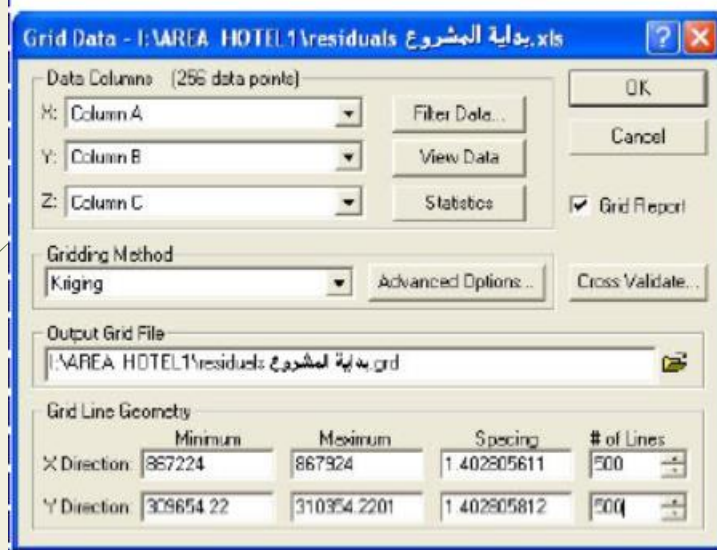 Grid Data - I:\AREA HOTEL1\residuals بداية المشروع.xls
Data Columns (256 data points)
OK
X: Column A
Filter Data...
Cancel
Y: Column B
View Data
Z: Column C
Statistics
Grid Report
Gridding Method
Kriging
Advanced Options...
Cross Validate...
Output Grid File
I:\AREA HOTEL1\residuals بداية المشروع.grd
Grid Line Geometry
Minimum Maximum Spacing # of Lines
X Direction: 867224 867924 1.402805611 500
Y Direction: 309654.22 310354.2201 1.402805812 500